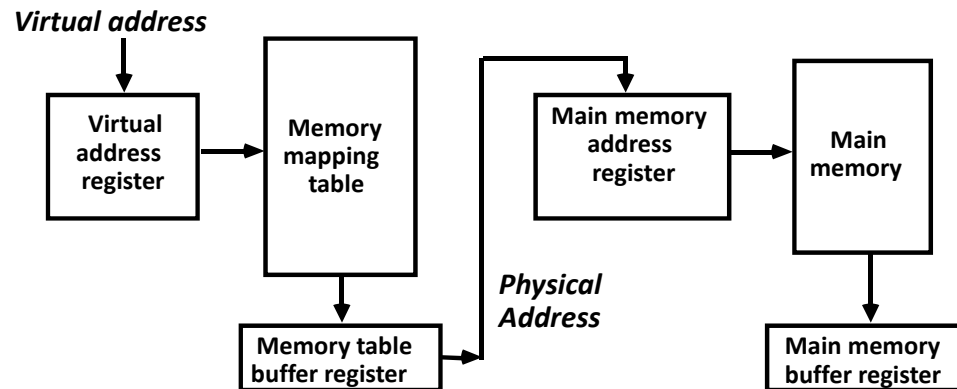 Virtual address
Virtual
address
register
Memory
mapping
table
Memory table
buffer register
Physical
Address
Main memory
address
register
Main
memory
Main memory
buffer register